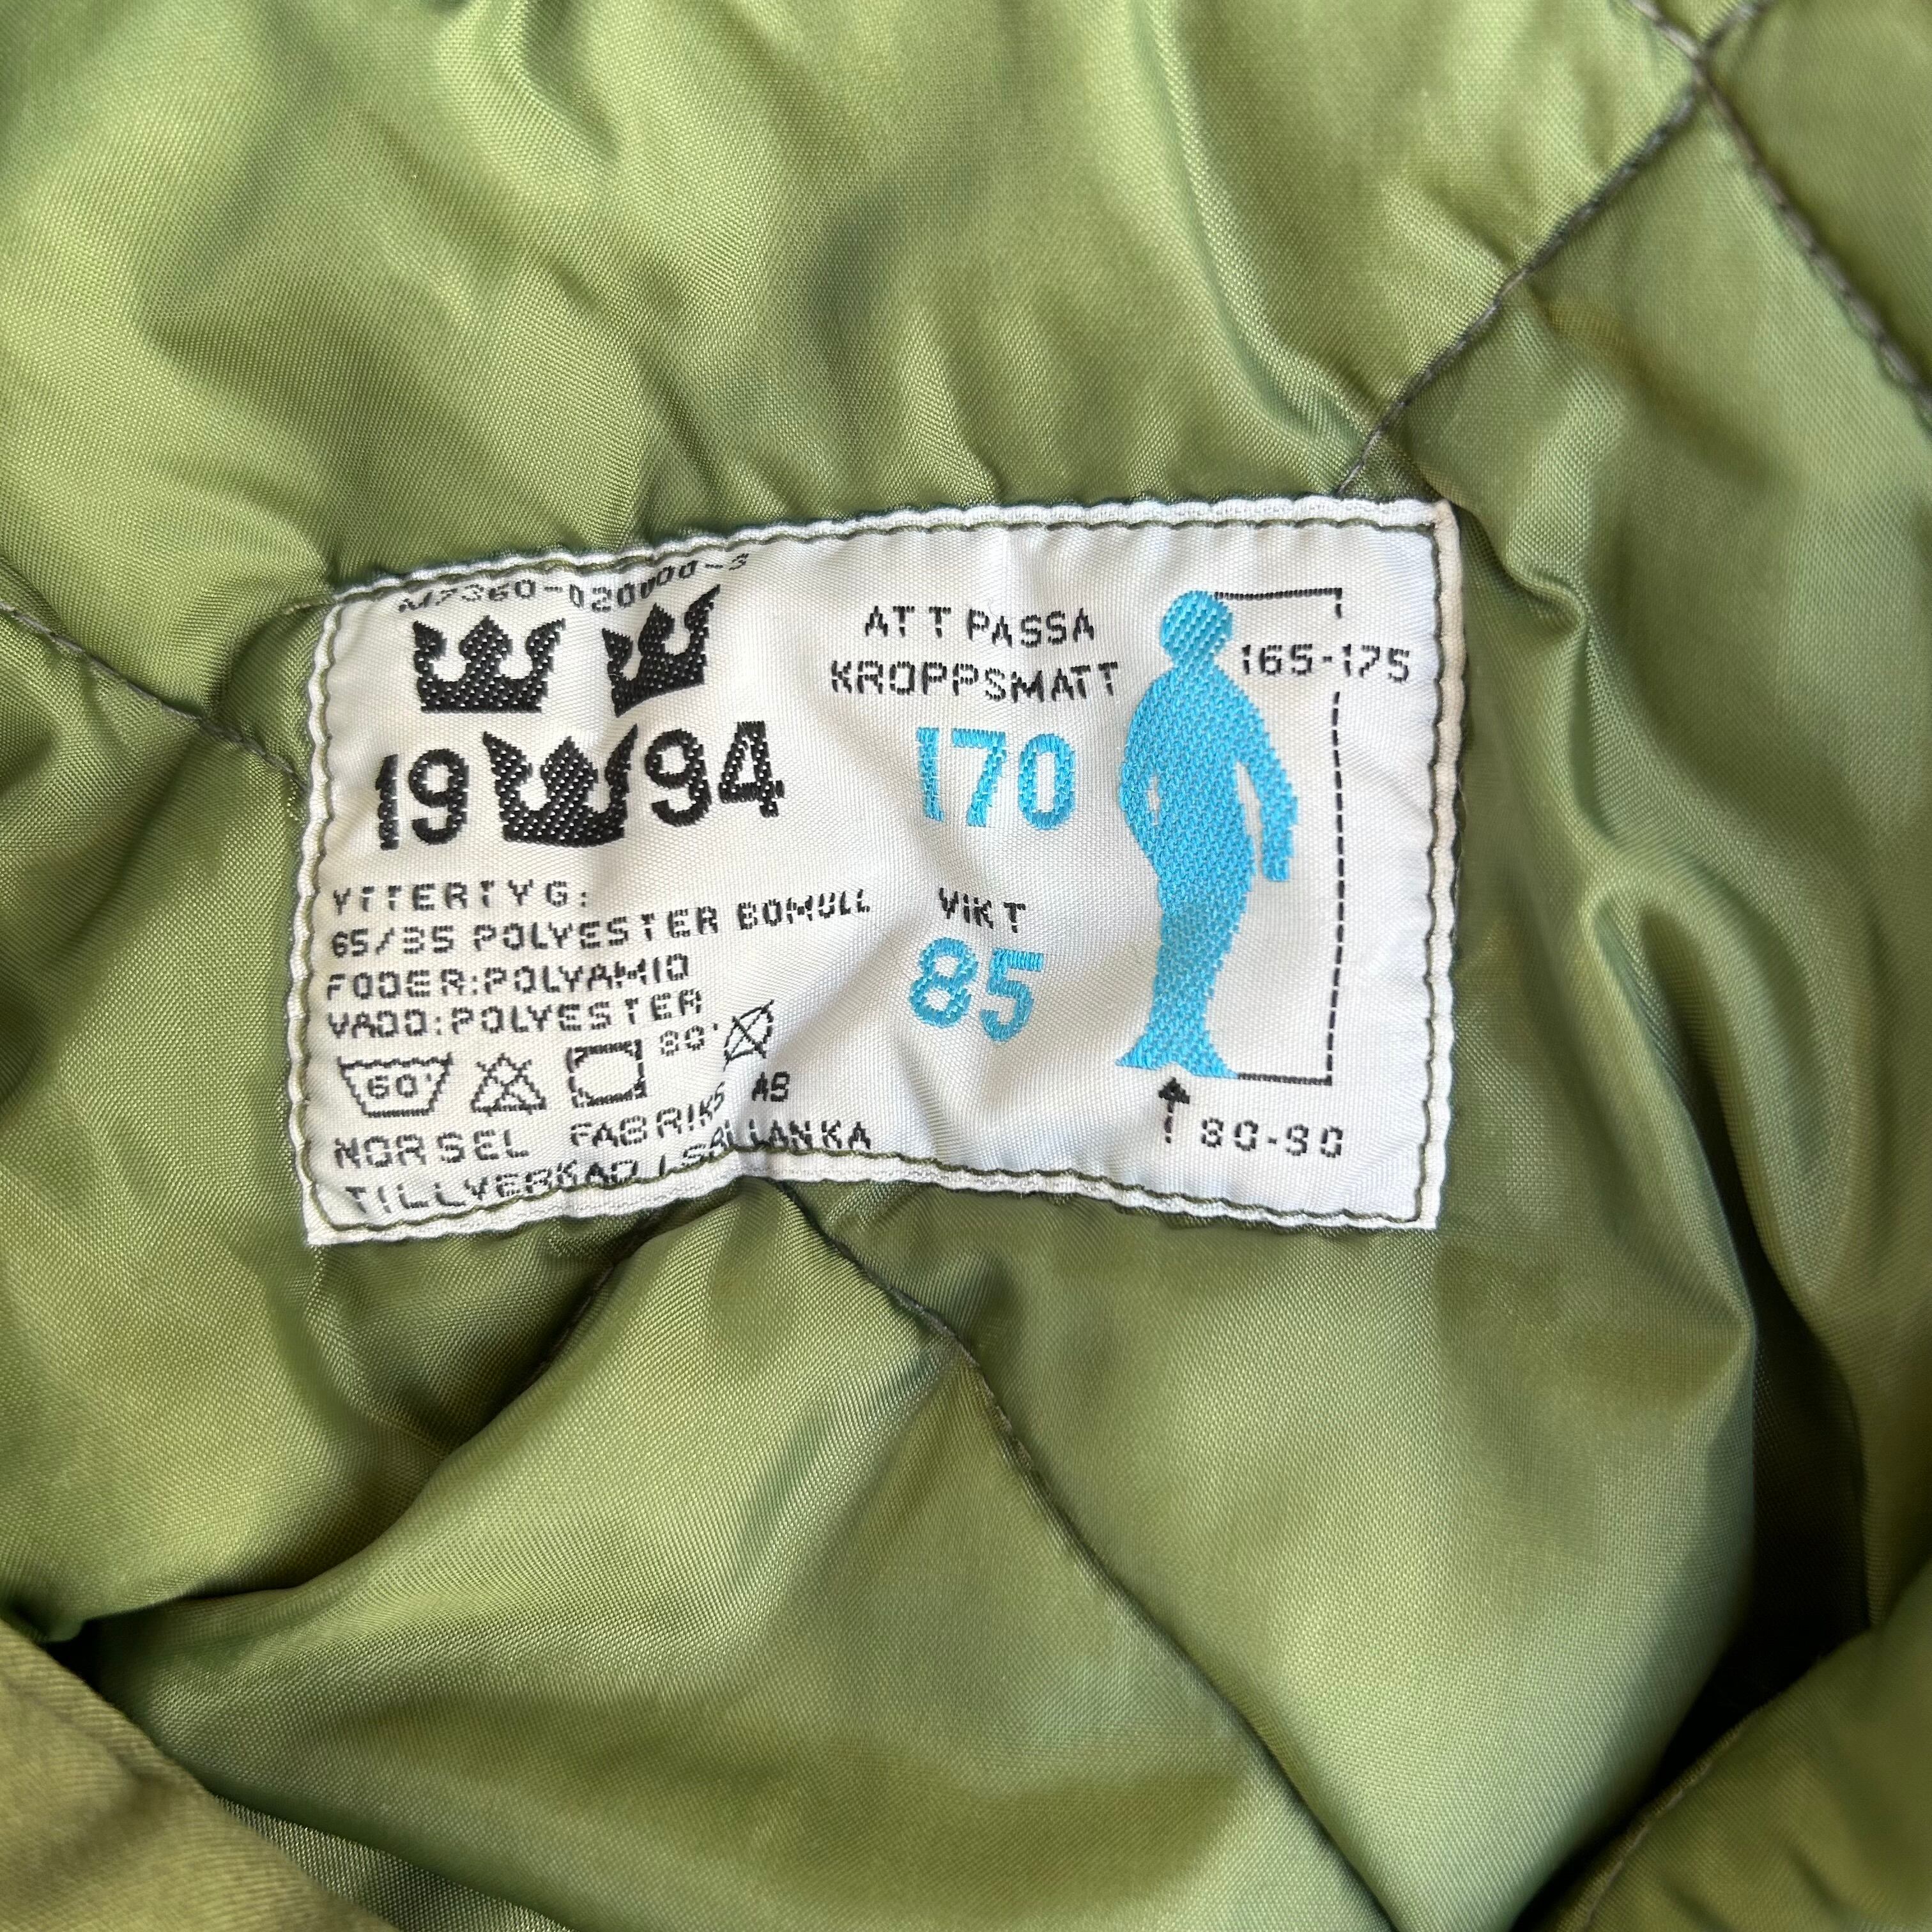 M7360-020000-3
19 94
YTTERTYG:
65/35 POLYESTER BOMULL
FODER:POLYAMID
VADD:POLYESTER
60° 80°
NORSEL FABRIKS AB
TILLVERKAD I SRI LANKA
ATT PASSA
KROPPSMATT
170
VIKT
85
165-175
80-90